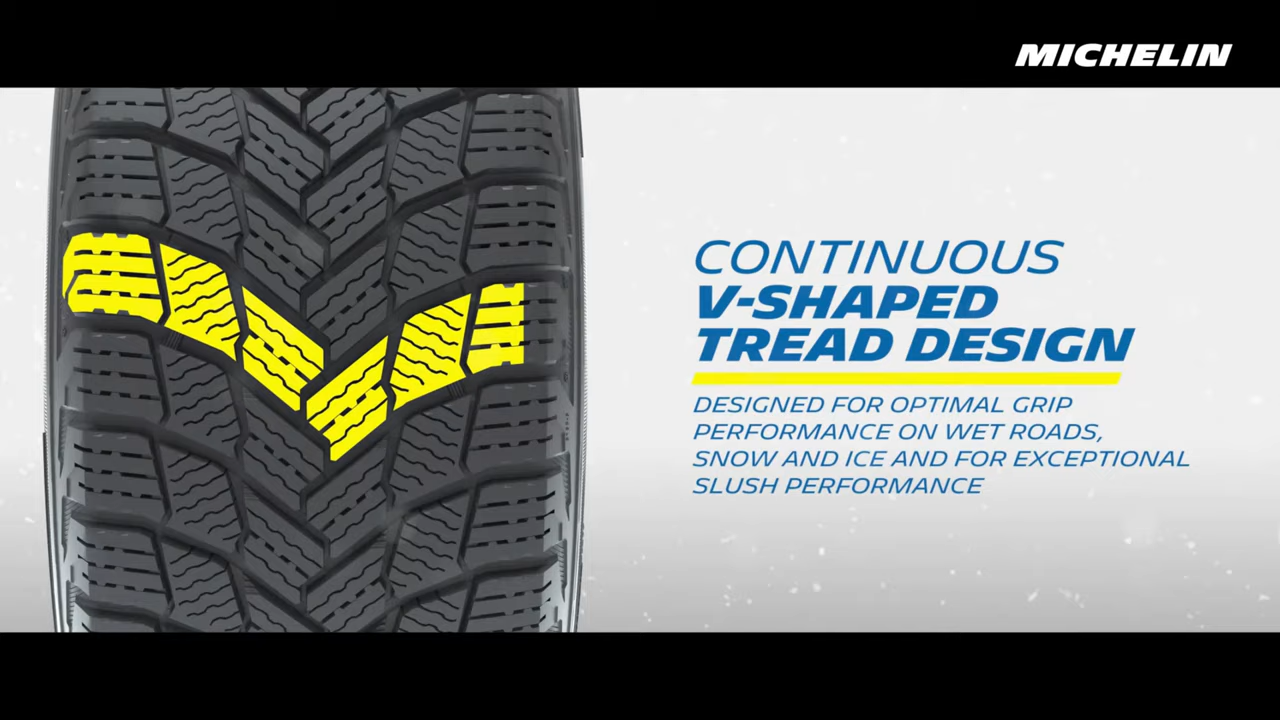 MICHELIN
CONTINUOUS
V-SHAPED
TREAD DESIGN
DESIGNED FOR OPTIMAL GRIP
PERFORMANCE ON WET ROADS,
SNOW AND ICE AND FOR EXCEPTIONAL
SLUSH PERFORMANCE